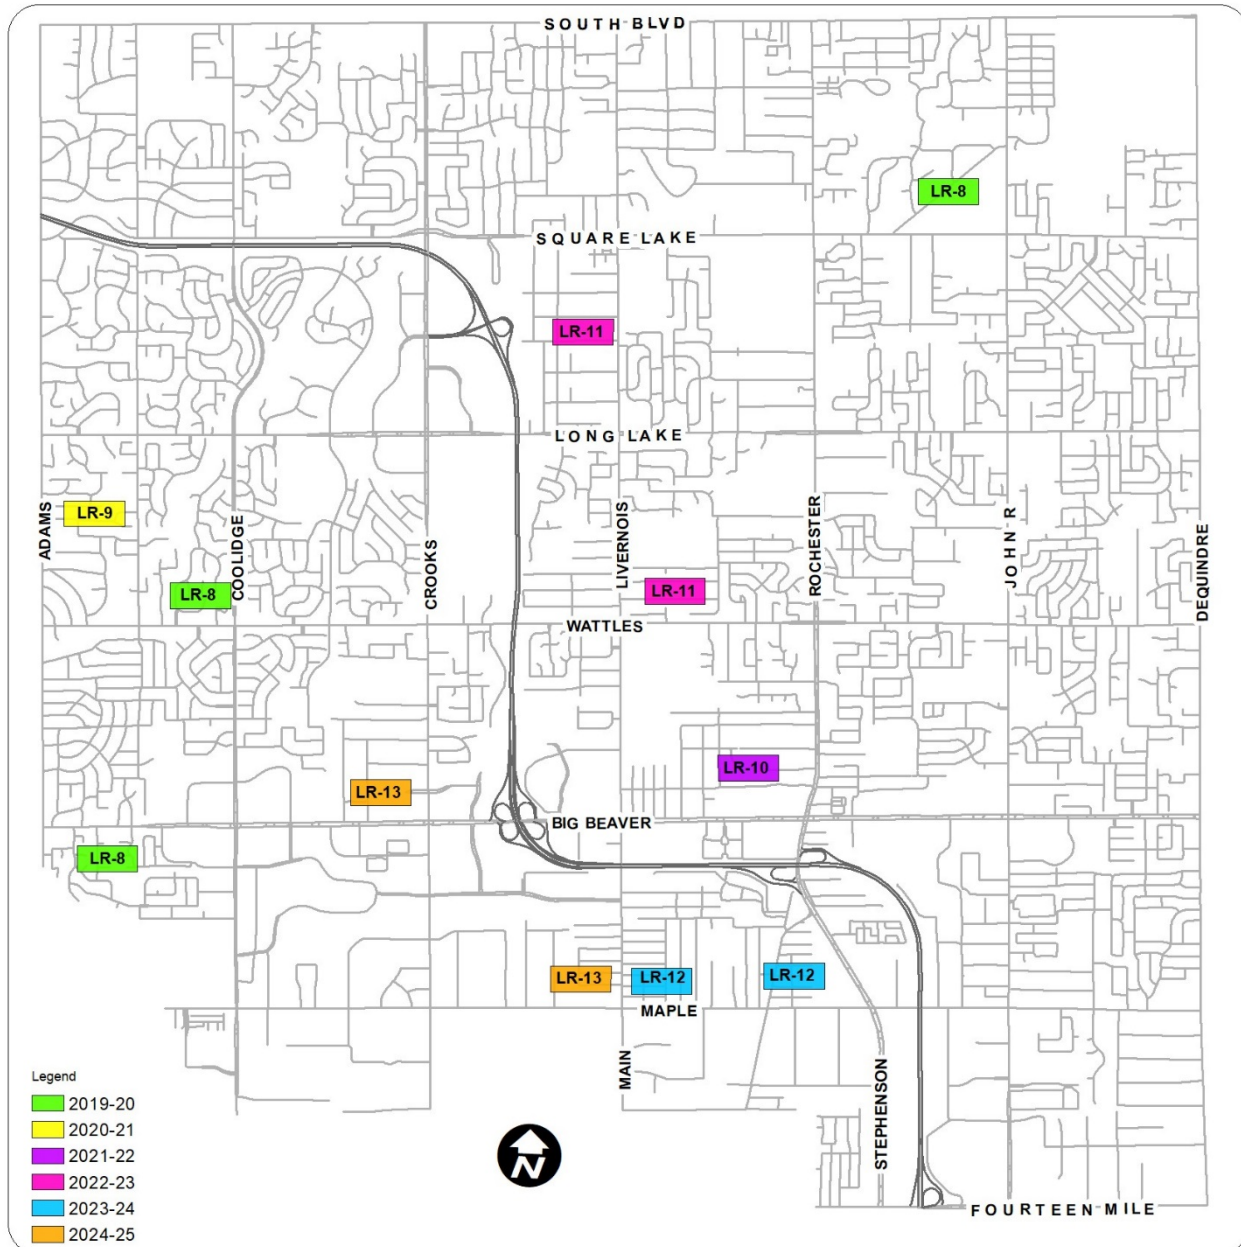 SOUTH BLVD
LR-8
SQUARE LAKE
LR-11
LONG LAKE
ADAMS
LR-9
COOLIDGE
LR-8
CROOKS
LIVERNOIS
LR-11
ROCHESTER
JOHN R
DEQUINDRE
WATTLES
LR-10
LR-13
BIG BEAVER
LR-8
LR-13
LR-12
LR-12
MAPLE
MAIN
STEPHENSON
FOURTEEN MILE
N
Legend
2019-20
2020-21
2021-22
2022-23
2023-24
2024-25